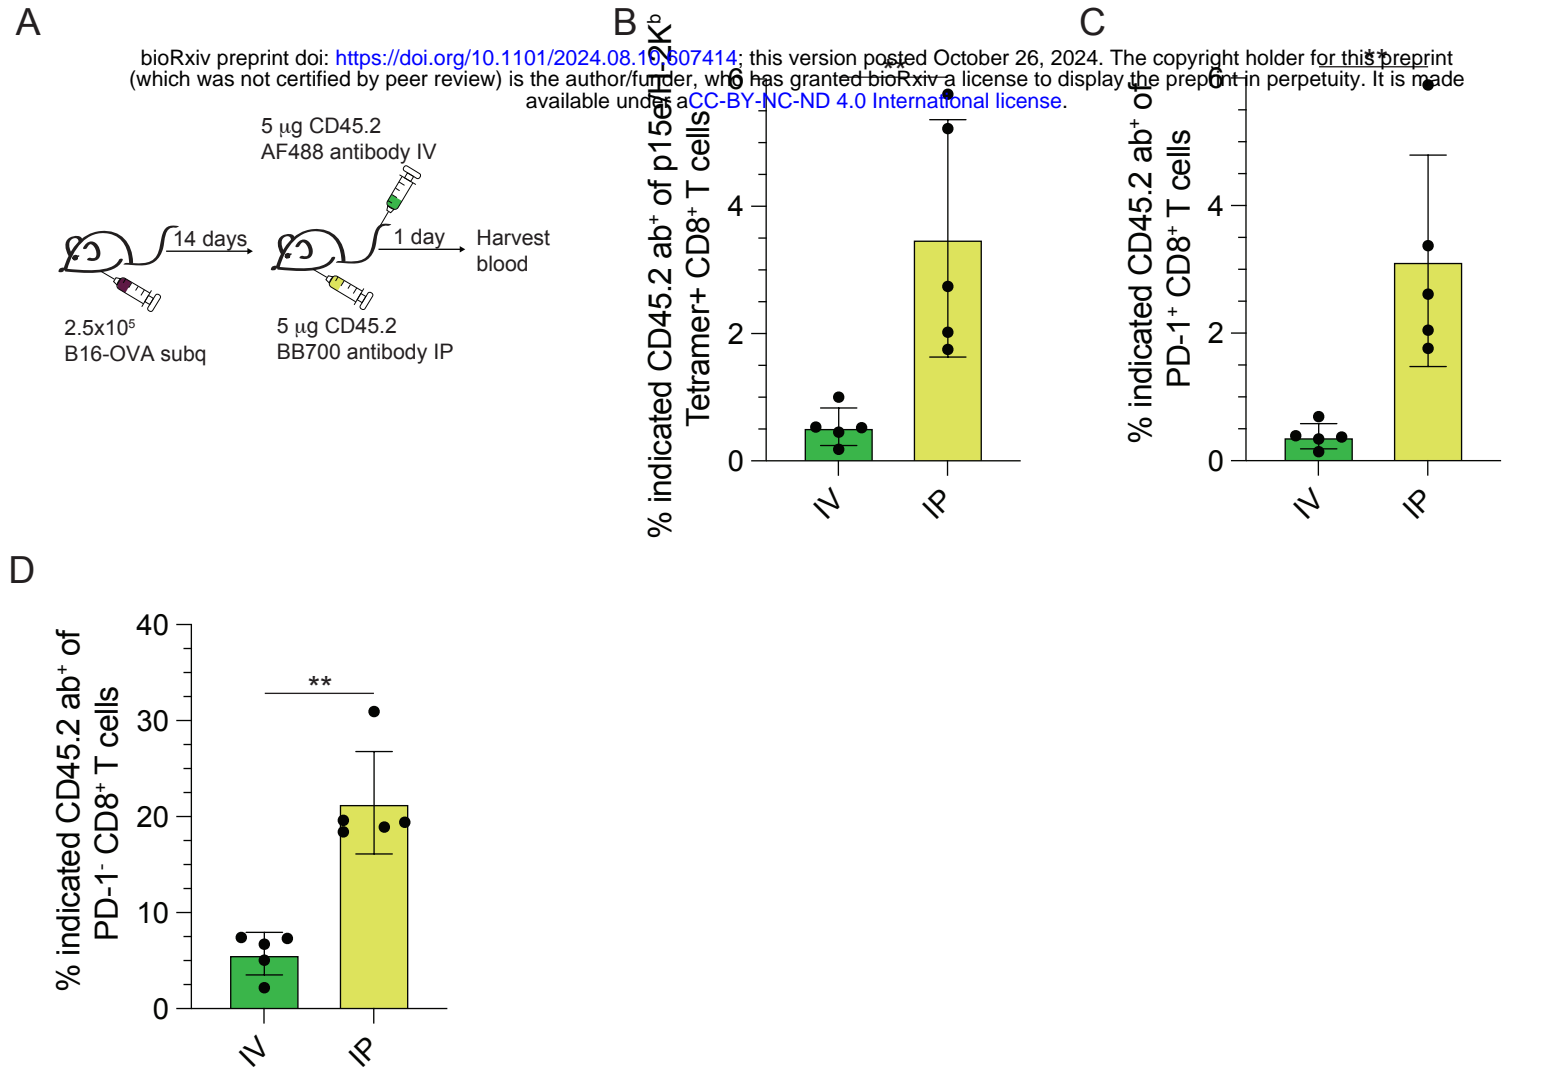 A
B
C
bioRxiv preprint doi: https://doi.org/10.1101/2024.08.10.607414; this version posted October 26, 2024. The copyright holder for this preprint
(which was not certified by peer review) is the author/funder, who has granted bioRxiv a license to display the preprint in perpetuity. It is made
available under aCC-BY-NC-ND 4.0 International license.
5 µg CD45.2
AF488 antibody IV
14 days
1 day
Harvest
blood
2.5x10⁵
B16-OVA subq
5 µg CD45.2
BB700 antibody IP
% indicated CD45.2 ab⁺ of p15e/H-2Kᵇ
Tetramer+ CD8⁺ T cells
**
6
4
2
0
IV
IP
% indicated CD45.2 ab⁺ of
PD-1⁺ CD8⁺ T cells
**
6
4
2
0
IV
IP
D
% indicated CD45.2 ab⁺ of
PD-1⁻ CD8⁺ T cells
**
40
30
20
10
0
IV
IP